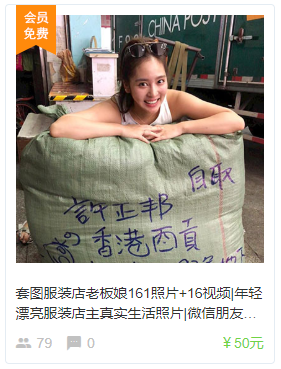 会员
免费
CHINA POST
自取
許正邦
香港西貢
套图服装店老板娘161照片+16视频|年轻
漂亮服装店主真实生活照片|微信朋友…
79
0
¥ 50元